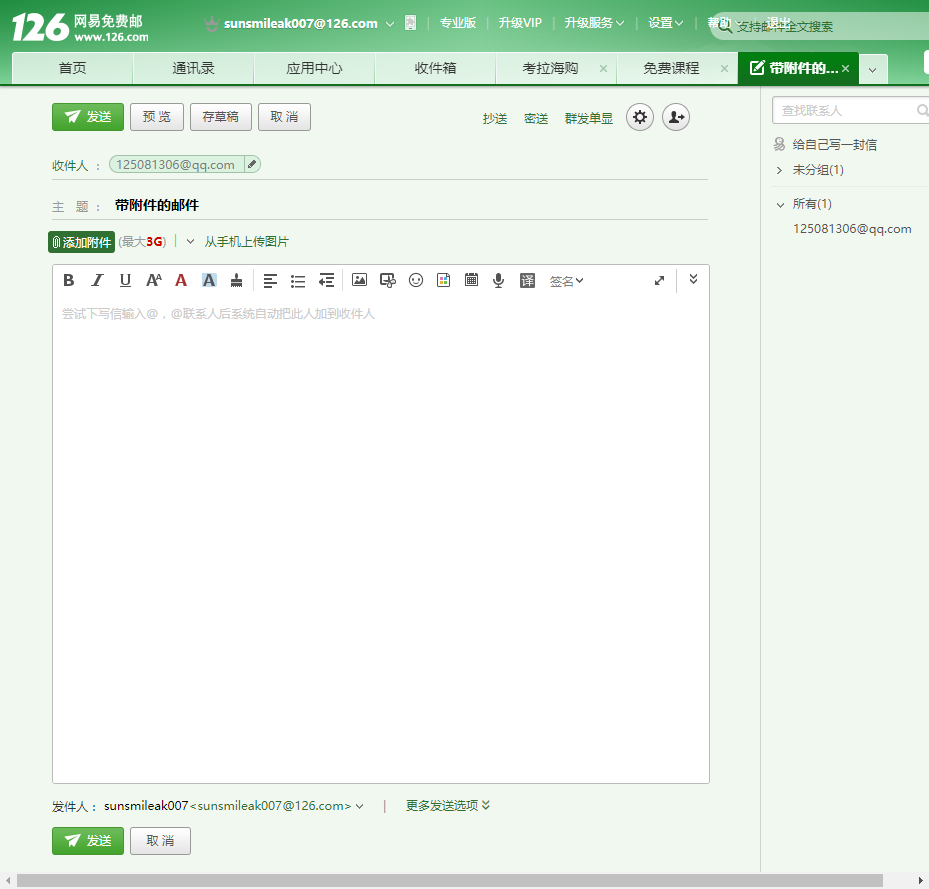 126 网易免费邮
www.126.com
sunsmileak007@126.com 专业版 升级VIP 升级服务 设置 帮助 退出
支持邮件全文搜索
首页 通讯录 应用中心 收件箱 考拉海购 × 免费课程 × 带附件的... ×
发送 预 览 存草稿 取 消 抄送 密送 群发单显
查找联系人
给自己写一封信
未分组(1)
所有(1)
125081306@qq.com
收件人 : 125081306@qq.com
主 题 : 带附件的邮件
添加附件 (最大3G) 从手机上传图片
B I U A A A A 译 签名
尝试下写信输入@，@联系人后系统自动把此人加到收件人
发件人： sunsmileak007<sunsmileak007@126.com> | 更多发送选项
发送 取 消